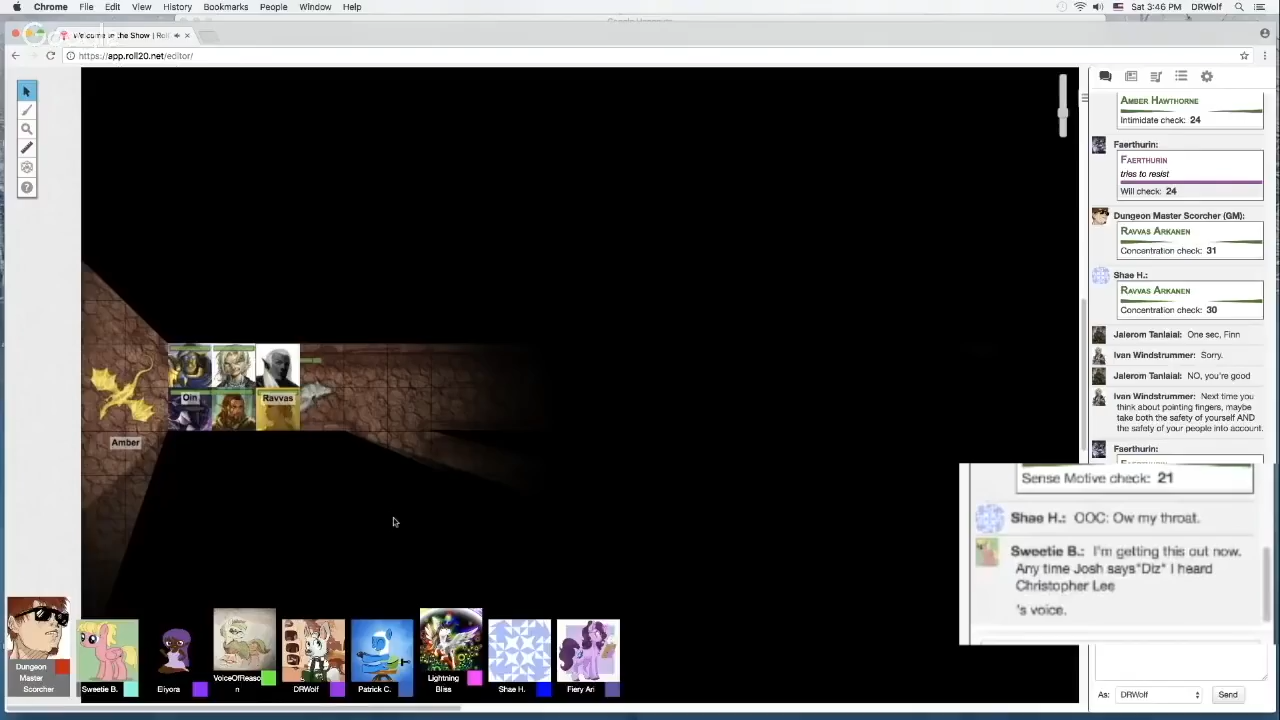 Chrome File Edit View History Bookmarks People Window Help Sat 3:46 PM DRWolf
Welcome to the Show | Roll
https://app.roll20.net/editor/
AMBER HAWTHORNE
Intimidate check: 24
Faerthurin:
FAERTHURIN
tries to resist
Will check: 24
Dungeon Master Scorcher (GM):
RAVVAS ARKANEN
Concentration check: 31
Shae H.:
RAVVAS ARKANEN
Concentration check: 30
Jalerom Tanlaial: One sec, Finn
Ivan Windstrummer: Sorry.
Jalerom Tanlaial: NO, you're good
Ivan Windstrummer: Next time you
think about pointing fingers, maybe
take both the safety of yourself AND
the safety of your people into account.
Faerthurin:
Sense Motive check: 21
Shae H.: OOC: Ow my throat.
Sweetie B.: I'm getting this out now.
Any time Josh says*Diz* I heard
Christopher Lee
's voice.
As: DRWolf Send
Oin
Ravvas
Amber
Dungeon
Master
Scorcher
Sweetie B.
Eliyora
VoiceOfReaso
n
DRWolf
Patrick C.
Lightning
Bliss
Shae H.
Fiery Ari